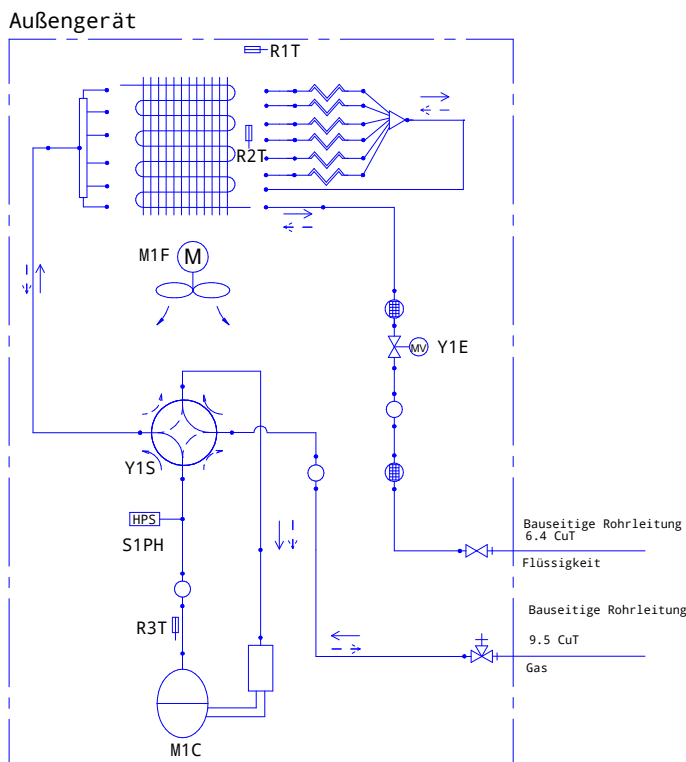 Außengerät
R1T
R2T
M1F
M
MV
Y1E
Y1S
HPS
S1PH
R3T
M1C
Bauseitige Rohrleitung
6.4 CuT
Flüssigkeit
Bauseitige Rohrleitung
9.5 CuT
Gas